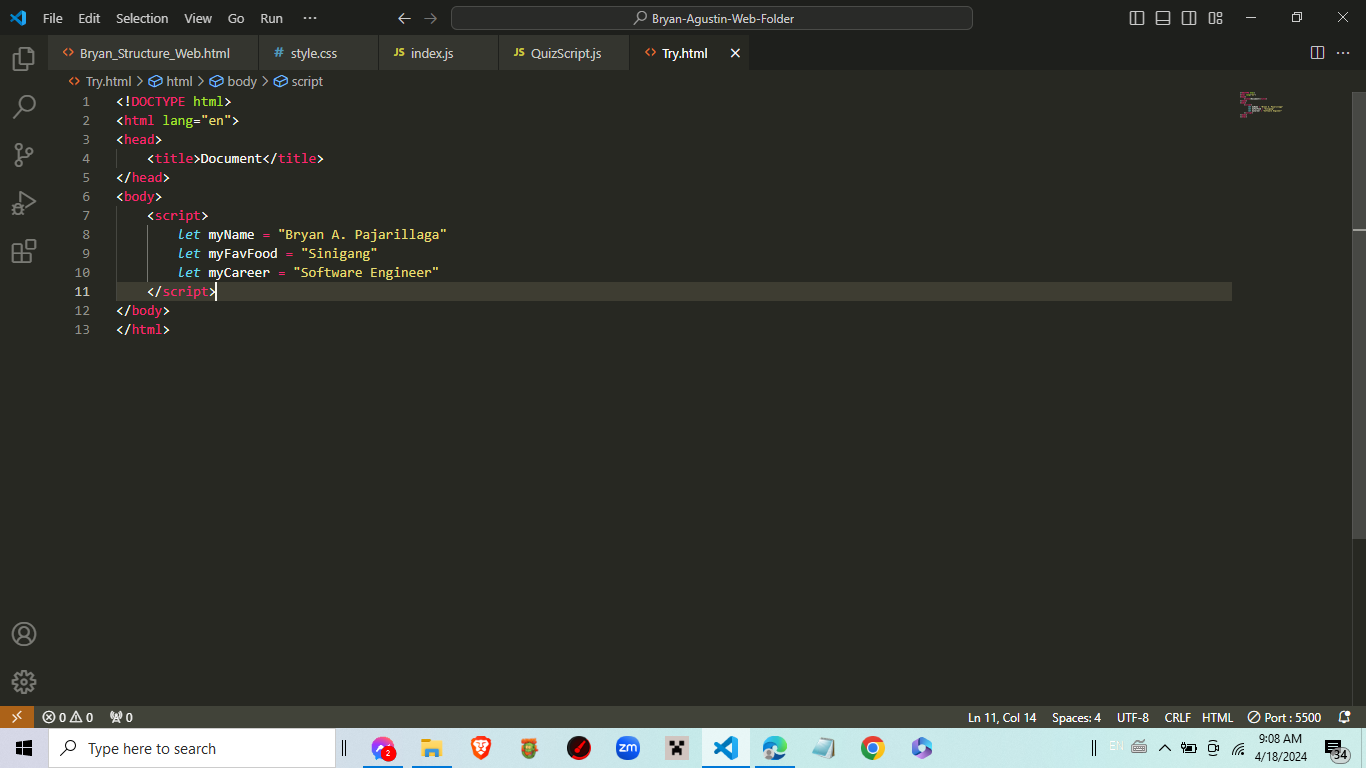 File Edit Selection View Go Run ··· Bryan-Agustin-Web-Folder
Bryan_Structure_Web.html # style.css JS index.js JS QuizScript.js Try.html
Try.html > html > body > script
1 <!DOCTYPE html>
2 <html lang="en">
3 <head>
4 <title>Document</title>
5 </head>
6 <body>
7 <script>
8 let myName = "Bryan A. Pajarillaga"
9 let myFavFood = "Sinigang"
10 let myCareer = "Software Engineer"
11 </script>
12 </body>
13 </html>
0 0 0 Ln 11, Col 14 Spaces: 4 UTF-8 CRLF HTML Port : 5500
Type here to search 2 zm EN 9:08 AM
4/18/2024 34